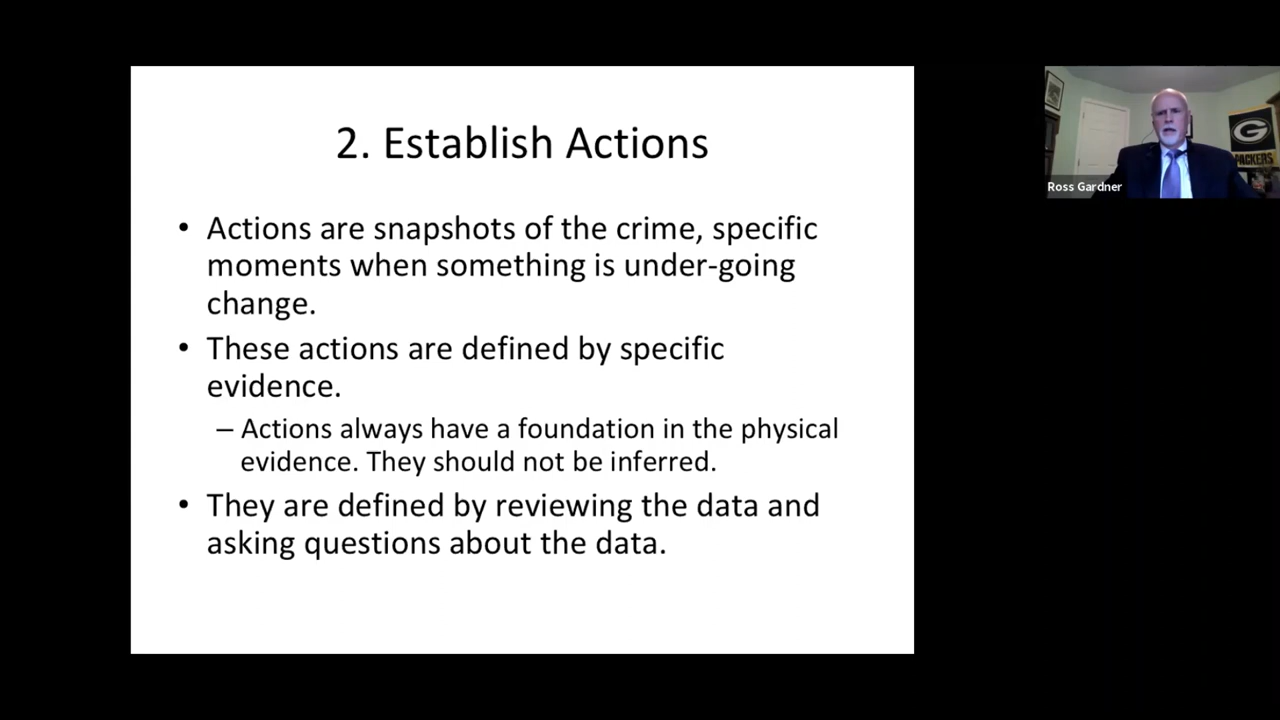 2. Establish Actions
• Actions are snapshots of the crime, specific
moments when something is under-going
change.
• These actions are defined by specific
evidence.
– Actions always have a foundation in the physical
evidence. They should not be inferred.
• They are defined by reviewing the data and
asking questions about the data.
G
PACKERS
Ross Gardner